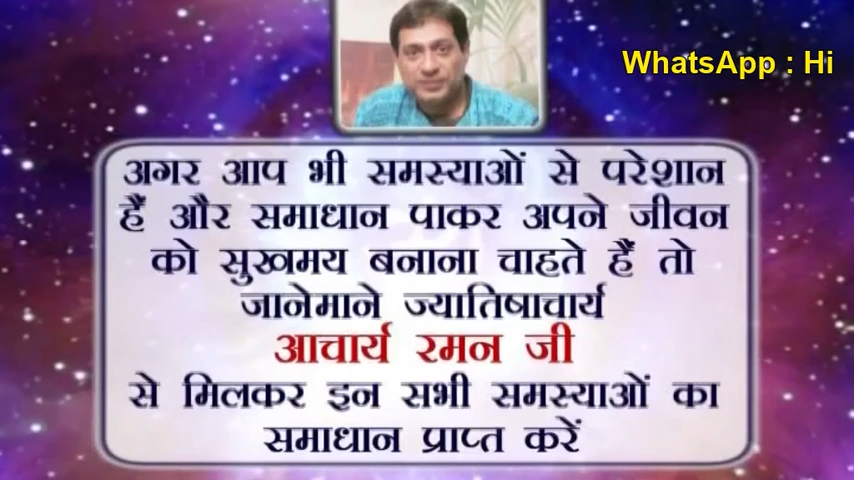 WhatsApp : Hi
अगर आप भी समस्याओं से परेशान
हैं और समाधान पाकर अपने जीवन
को सुखमय बनाना चाहते हैं तो
जानेमाने ज्यातिषाचार्य
आचार्य रमन जी
से मिलकर इन सभी समस्याओं का
समाधान प्राप्त करें